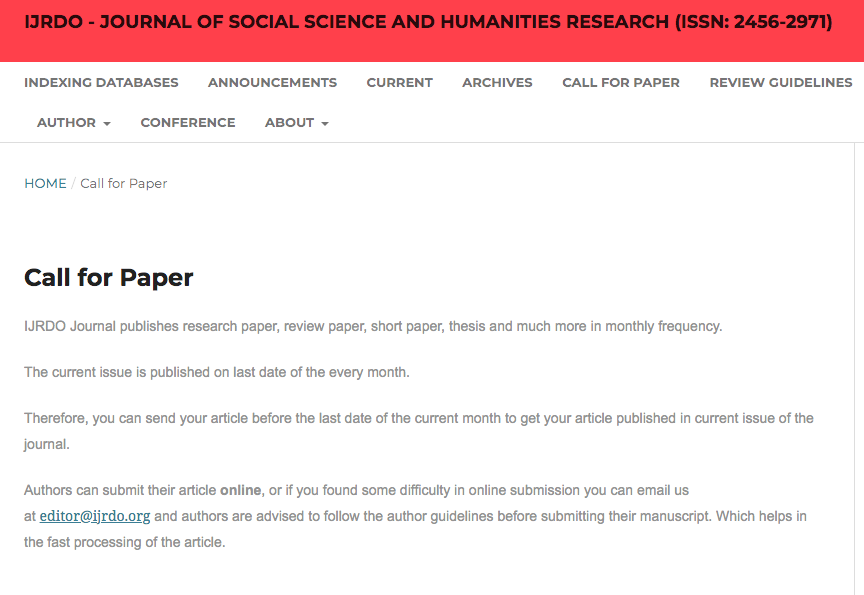 IJRDO - JOURNAL OF SOCIAL SCIENCE AND HUMANITIES RESEARCH (ISSN: 2456-2971)
INDEXING DATABASES ANNOUNCEMENTS CURRENT ARCHIVES CALL FOR PAPER REVIEW GUIDELINES
AUTHOR CONFERENCE ABOUT
HOME / Call for Paper
Call for Paper
IJRDO Journal publishes research paper, review paper, short paper, thesis and much more in monthly frequency.
The current issue is published on last date of the every month.
Therefore, you can send your article before the last date of the current month to get your article published in current issue of the
journal.
Authors can submit their article online, or if you found some difficulty in online submission you can email us
at editor@ijrdo.org and authors are advised to follow the author guidelines before submitting their manuscript. Which helps in
the fast processing of the article.